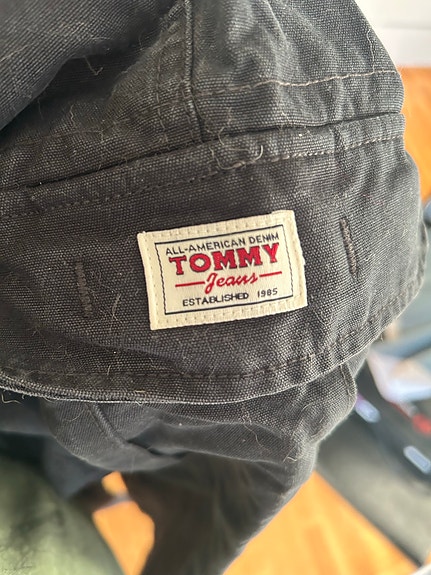 ALL-AMERICAN DENIM
TOMMY
Jeans
ESTABLISHED 1985